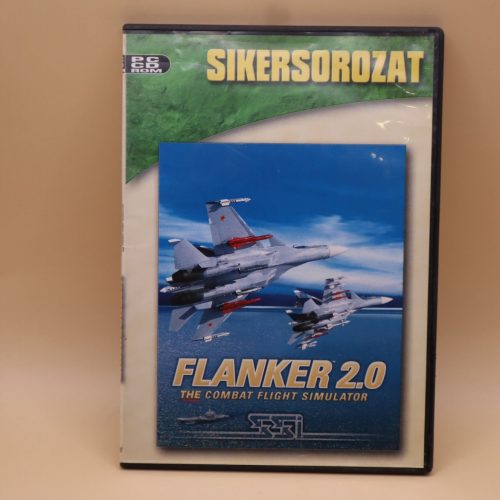 PC
CD
ROM
SIKERSOROZAT
FLANKER 2.0
THE COMBAT FLIGHT SIMULATOR
SSI